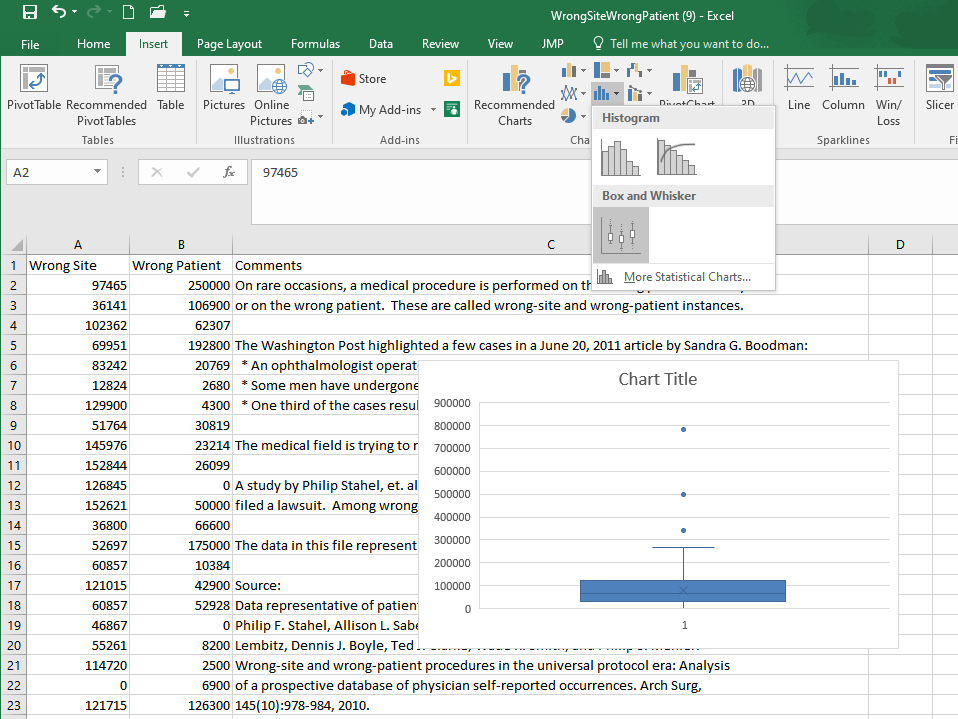 WrongSiteWrongPatient (9) - Excel
File Home Insert Page Layout Formulas Data Review View JMP Tell me what you want to do...
PivotTable Recommended PivotTables Table
Tables
Pictures Online Pictures
Illustrations
Store
My Add-ins
Add-ins
Recommended Charts
Cha
PivotChart
3D
Line Column Win/ Loss
Sparklines
Slicer
Fi
Histogram
Box and Whisker
More Statistical Charts...
A2 fx 97465
A B C D
1 Wrong Site Wrong Patient Comments
2 97465 250000 On rare occasions, a medical procedure is performed on th
3 36141 106900 or on the wrong patient. These are called wrong-site and wrong-patient instances.
4 102362 62307
5 69951 192800 The Washington Post highlighted a few cases in a June 20, 2011 article by Sandra G. Boodman:
6 83242 20769 * An ophthalmologist operat
7 12824 2680 * Some men have undergone
8 129900 4300 * One third of the cases resul
9 51764 30819
10 145976 23214 The medical field is trying to r
11 152844 26099
12 126845 0 A study by Philip Stahel, et. al
13 152621 50000 filed a lawsuit. Among wrong
14 36800 66600
15 52697 175000 The data in this file represent
16 60857 10384
17 121015 42900 Source:
18 60857 52928 Data representative of patien
19 46867 0 Philip F. Stahel, Allison L. Sabe
20 55261 8200 Lembitz, Dennis J. Boyle, Ted
21 114720 2500 Wrong-site and wrong-patient procedures in the universal protocol era: Analysis
22 0 6900 of a prospective database of physician self-reported occurrences. Arch Surg,
23 121715 126300 145(10):978-984, 2010.
Chart Title
900000
800000
700000
600000
500000
400000
300000
200000
100000
0
1